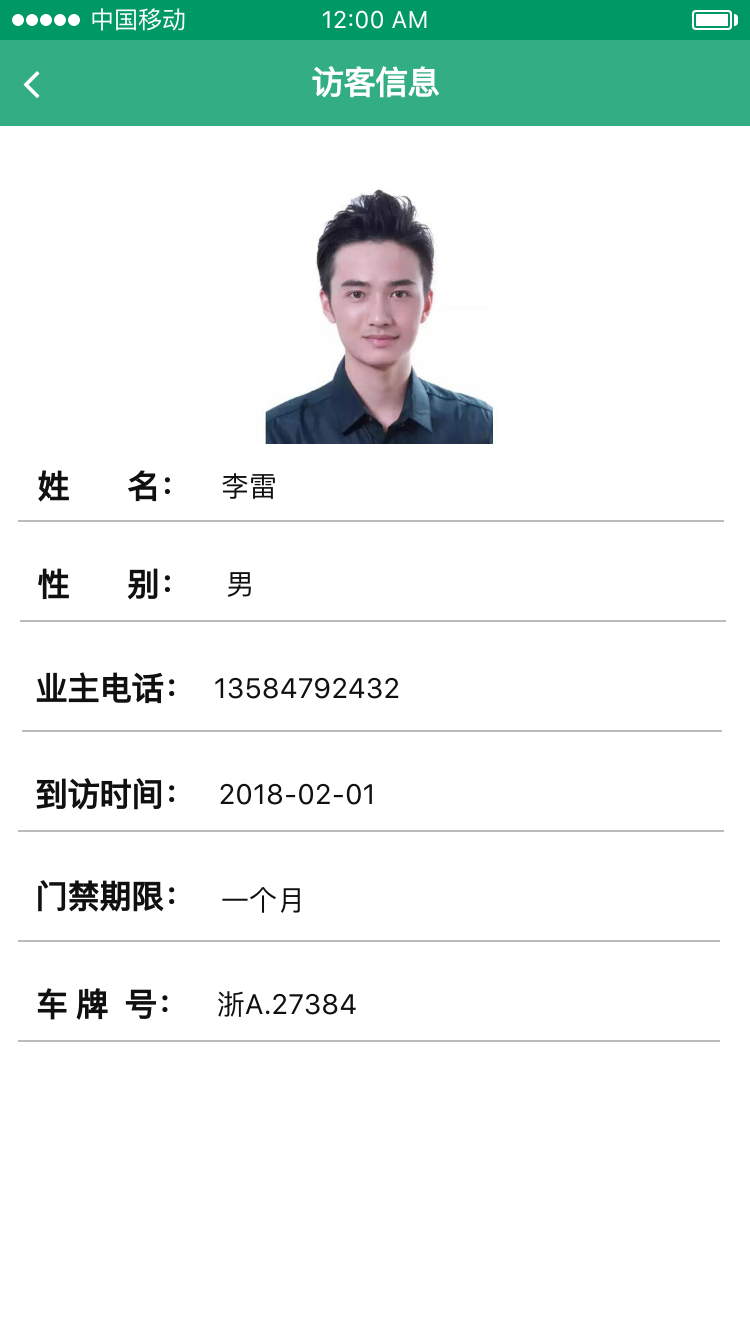 中国移动 12:00 AM
访客信息
姓 名： 李雷
性 别： 男
业主电话： 13584792432
到访时间： 2018-02-01
门禁期限： 一个月
车 牌 号： 浙A.27384